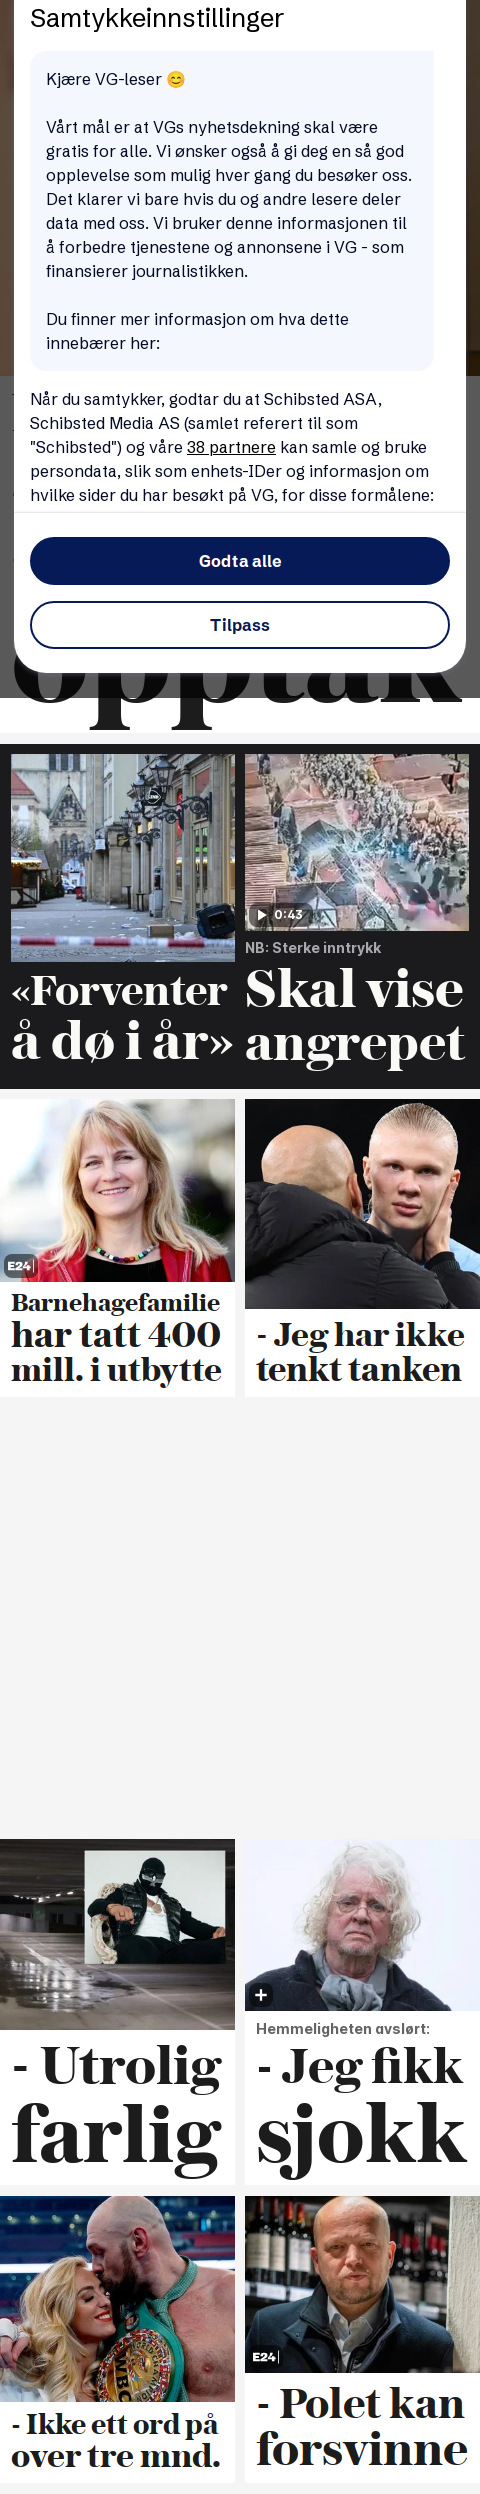 Samtykkeinnstillinger
Kjære VG-leser 😊
Vårt mål er at VGs nyhetsdekning skal være
gratis for alle. Vi ønsker også å gi deg en så god
opplevelse som mulig hver gang du besøker oss.
Det klarer vi bare hvis du og andre lesere deler
data med oss. Vi bruker denne informasjonen til
å forbedre tjenestene og annonsene i VG - som
finansierer journalistikken.
Du finner mer informasjon om hva dette
innebærer her:
Når du samtykker, godtar du at Schibsted ASA,
Schibsted Media AS (samlet referert til som
"Schibsted") og våre 38 partnere kan samle og bruke
persondata, slik som enhets-IDer og informasjon om
hvilke sider du har besøkt på VG, for disse formålene:
Godta alle
Tilpass
opptak
«Forventer
å dø i år»
0:43
NB: Sterke inntrykk
Skal vise
angrepet
E24
Barnehagefamilie
har tatt 400
mill. i utbytte
- Jeg har ikke
tenkt tanken
- Utrolig
farlig
Hemmeligheten avslørt:
- Jeg fikk
sjokk
WBC
- Ikke ett ord på
over tre mnd.
E24
- Polet kan
forsvinne